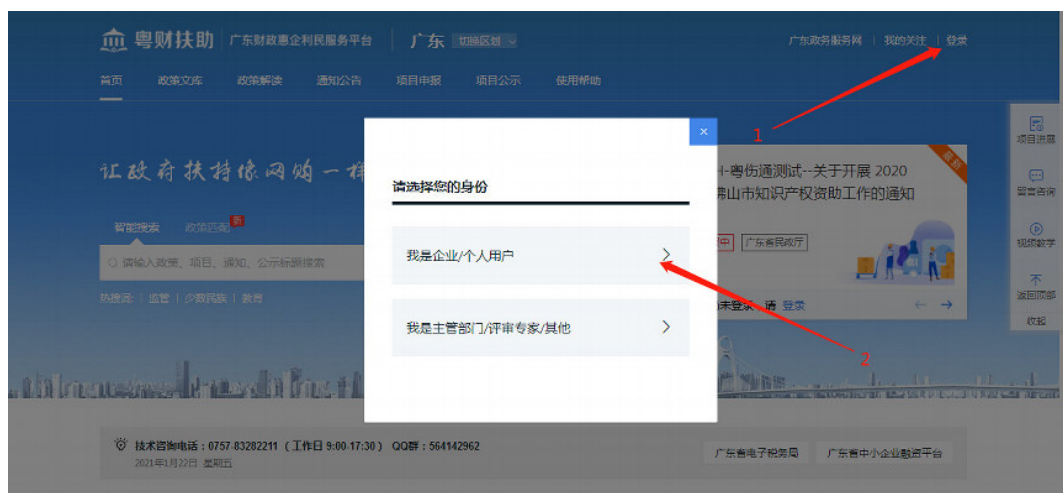 粤财扶助 广东财政惠企利民服务平台 广东 切换区划 广东政务服务网 | 我的关注 | 登录
首页 政策文库 政策解读 通知公告 项目申报 项目公示 使用帮助
1
×
项目进展
让政府扶持像网购一样
最新
请选择您的身份
粤伤通测试--关于开展 2020
佛山市知识产权资助工作的通知
留言咨询
智能搜索 政策匹配 新
我是企业/个人用户
广东省民政厅
视频教学
请输入政策、项目、通知、公示标题搜索
返回顶部
热搜词: | 监管 | 少数民族 | 教育
未登录,请 登录
收起
我是主管部门/评审专家/其他
2
技术咨询电话:0757-83282211 (工作日 9:00-17:30) QQ群:564142962
2021年1月22日 星期五
广东省电子税务局 广东省中小企业融资平台